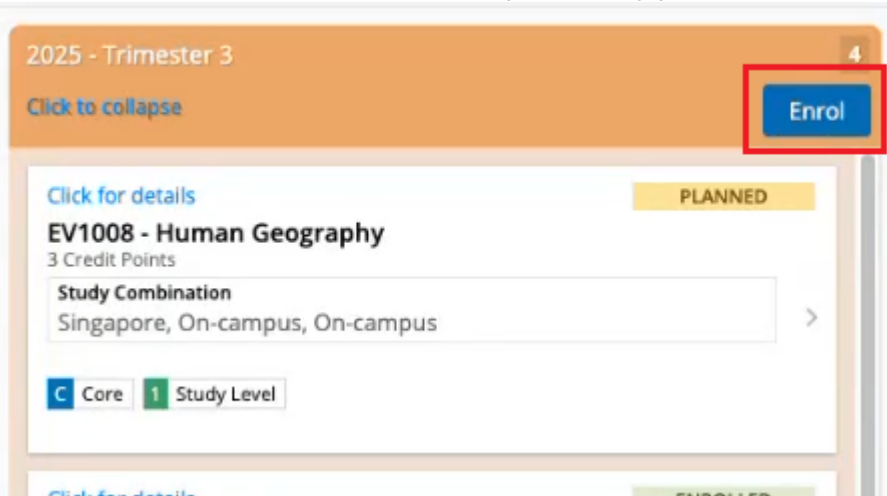 2025 - Trimester 3 4
Click to collapse Enrol
Click for details PLANNED
EV1008 - Human Geography
3 Credit Points
Study Combination
Singapore, On-campus, On-campus
C Core 1 Study Level
Click for details ENROLLED